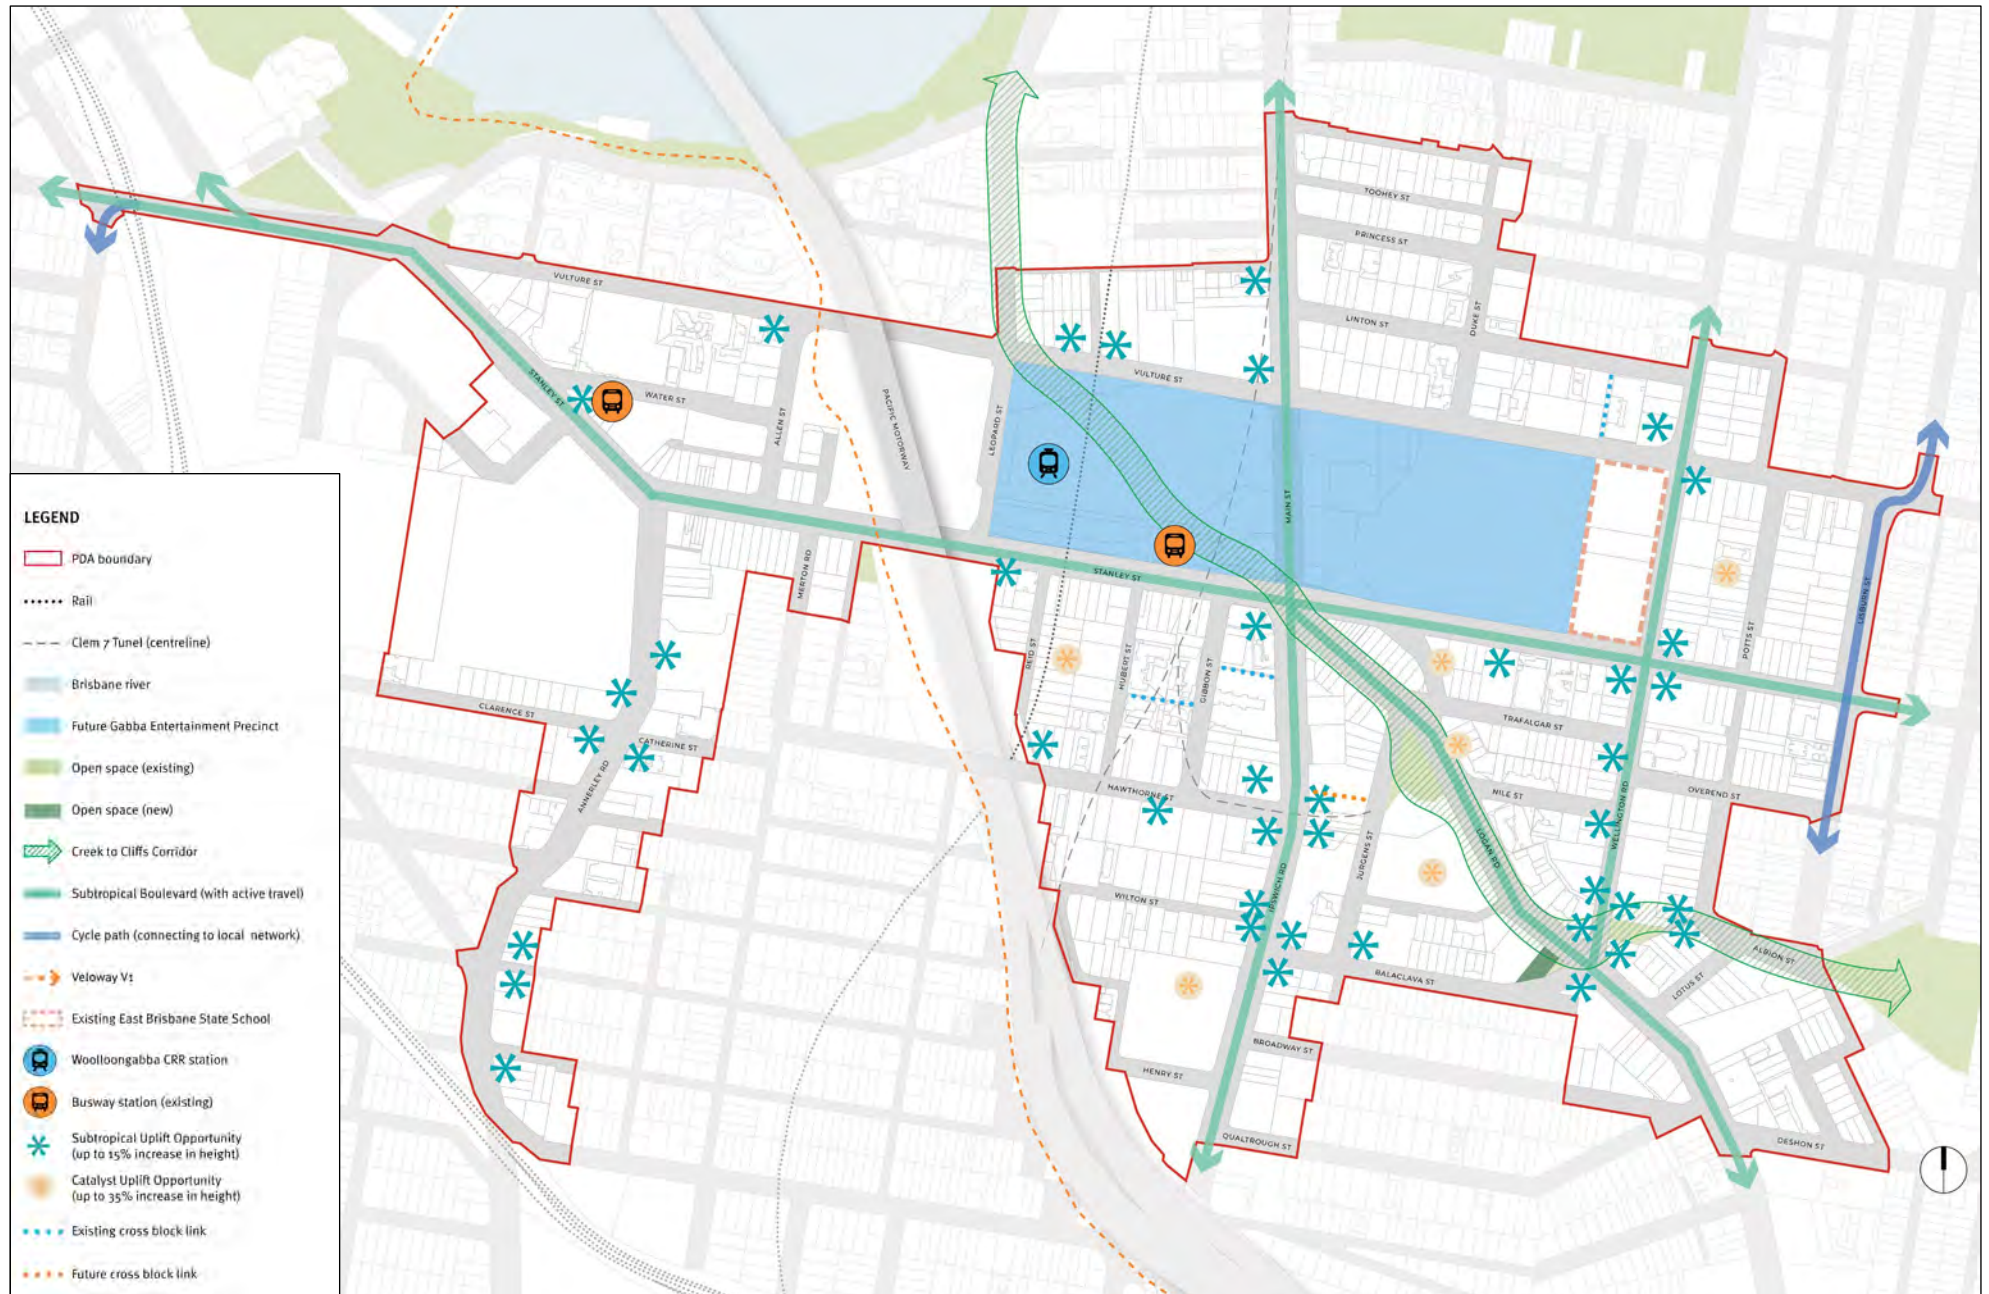 TOOHEY ST
PRINCESS ST
VULTURE ST
LINTON ST
DUKE ST
VULTURE ST
STANLEY ST
WATER ST
ALLEN ST
PACIFIC MOTORWAY
LEOPARD ST
MAIN ST
LISBURN ST
MERTON RD
STANLEY ST
REID ST
HUBERT ST
GIBBON ST
POTTS ST
CLARENCE ST
CATHERINE ST
TRAFALGAR ST
ANNERLEY RD
HAWTHORNE ST
NILE ST
OVEREND ST
WELLINGTON RD
LOGAN RD
JURGENS ST
IPSWICH RD
WILTON ST
ALBION ST
BALACLAVA ST
LOTUS ST
BROADWAY ST
HENRY ST
QUALTROUGH ST
DESHON ST
LEGEND
PDA boundary
Rail
Clem 7 Tunel (centreline)
Brisbane river
Future Gabba Entertainment Precinct
Open space (existing)
Open space (new)
Creek to Cliffs Corridor
Subtropical Boulevard (with active travel)
Cycle path (connecting to local network)
Veloway V1
Existing East Brisbane State School
Woolloongabba CRR station
Busway station (existing)
Subtropical Uplift Opportunity
(up to 15% increase in height)
Catalyst Uplift Opportunity
(up to 35% increase in height)
Existing cross block link
Future cross block link